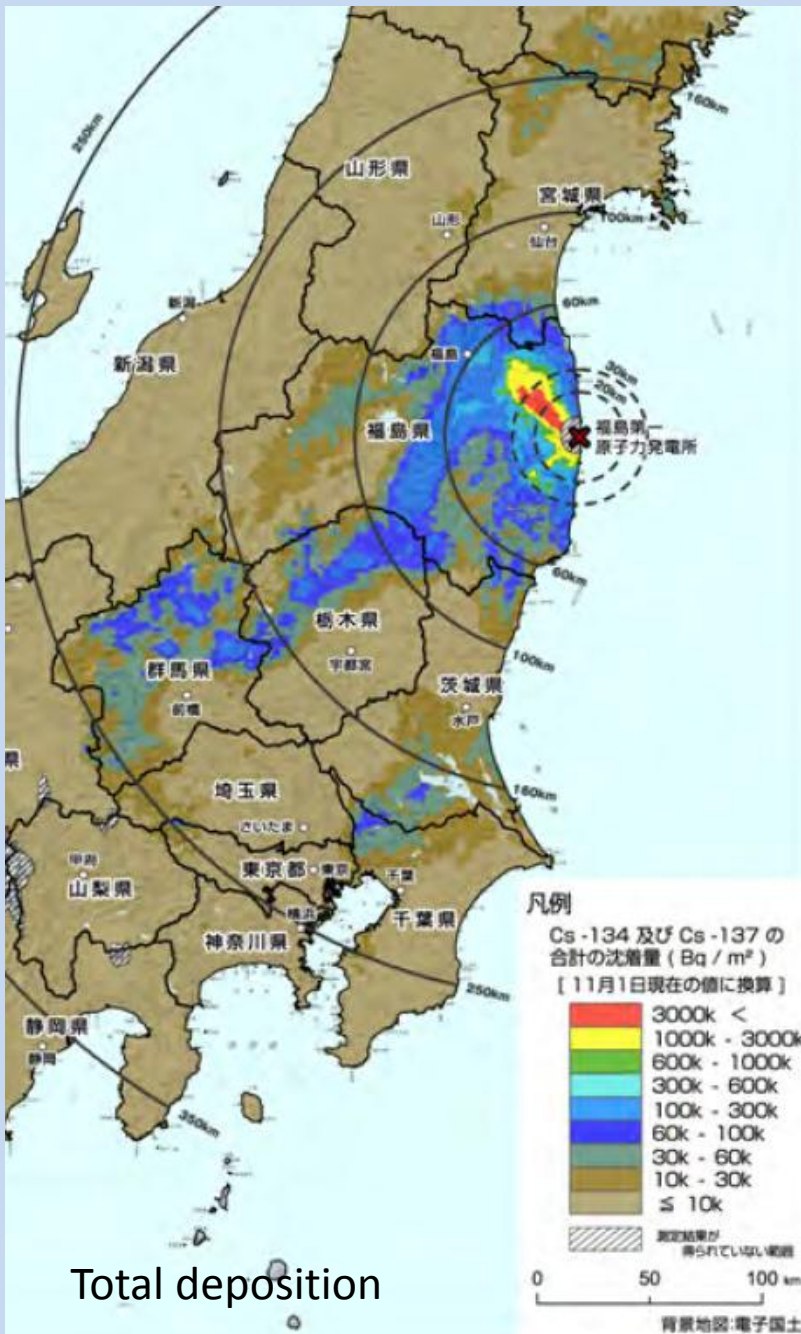 250km
160km
山形県
宮城県
山形
100km
仙台
新潟
60km
新潟県
福島
30km
20km
福島県
福島第一
原子力発電所
60km
栃木県
100km
宇都宮
群馬県
茨城県
前橋
水戸
県
160km
埼玉県
さいたま
甲府
東京都
東京
千葉
山梨県
横浜
千葉県
神奈川県
250km
静岡県
静岡
350km
凡例
Cs -134 及び Cs -137 の
合計の沈着量 ( Bq / m² )
[ 11月1日現在の値に換算 ]
3000k <
1000k - 3000k
600k - 1000k
300k - 600k
100k - 300k
60k - 100k
30k - 60k
10k - 30k
≤ 10k
測定結果が
得られていない範囲
0 50 100 km
背景地図:電子国土
Total deposition